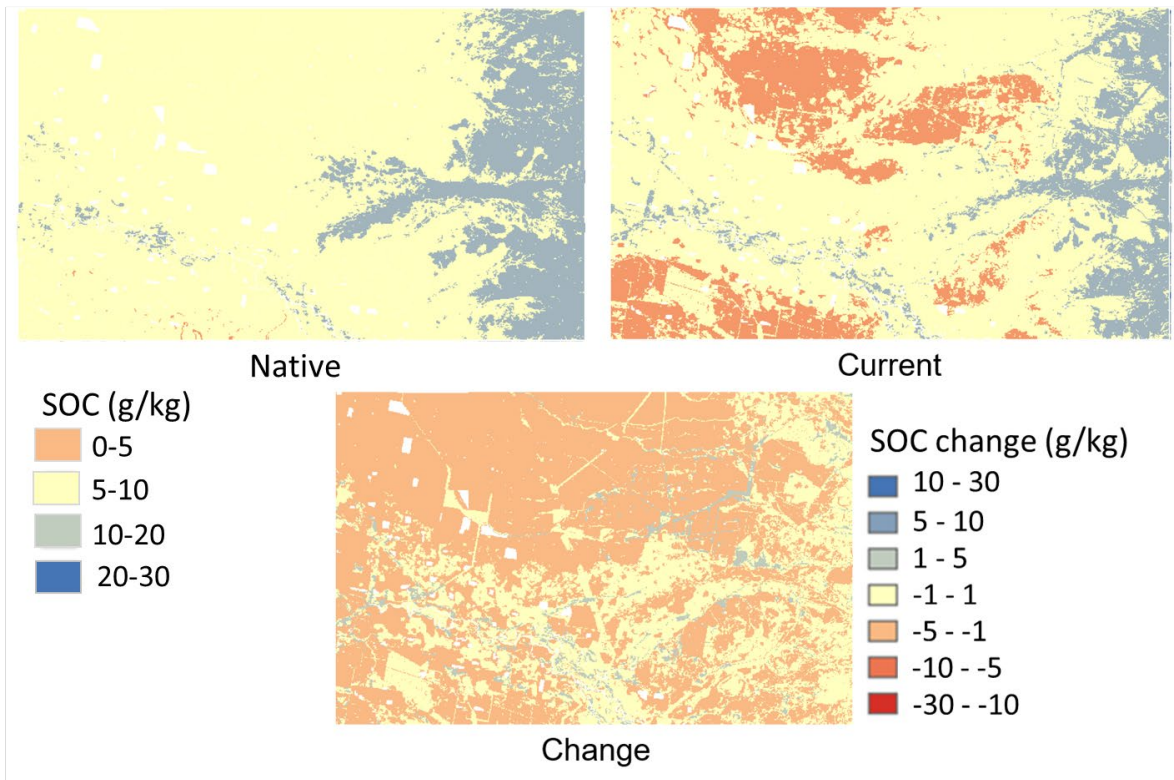 Native
Current
SOC (g/kg)
0-5
5-10
10-20
20-30
SOC change (g/kg)
10 - 30
5 - 10
1 - 5
-1 - 1
-5 - -1
-10 - -5
-30 - -10
Change